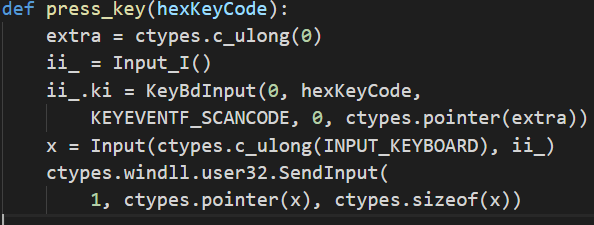 def press_key(hexKeyCode):
    extra = ctypes.c_ulong(0)
    ii_ = Input_I()
    ii_.ki = KeyBdInput(0, hexKeyCode,
        KEYEVENTF_SCANCODE, 0, ctypes.pointer(extra))
    x = Input(ctypes.c_ulong(INPUT_KEYBOARD), ii_)
    ctypes.windll.user32.SendInput(
        1, ctypes.pointer(x), ctypes.sizeof(x))